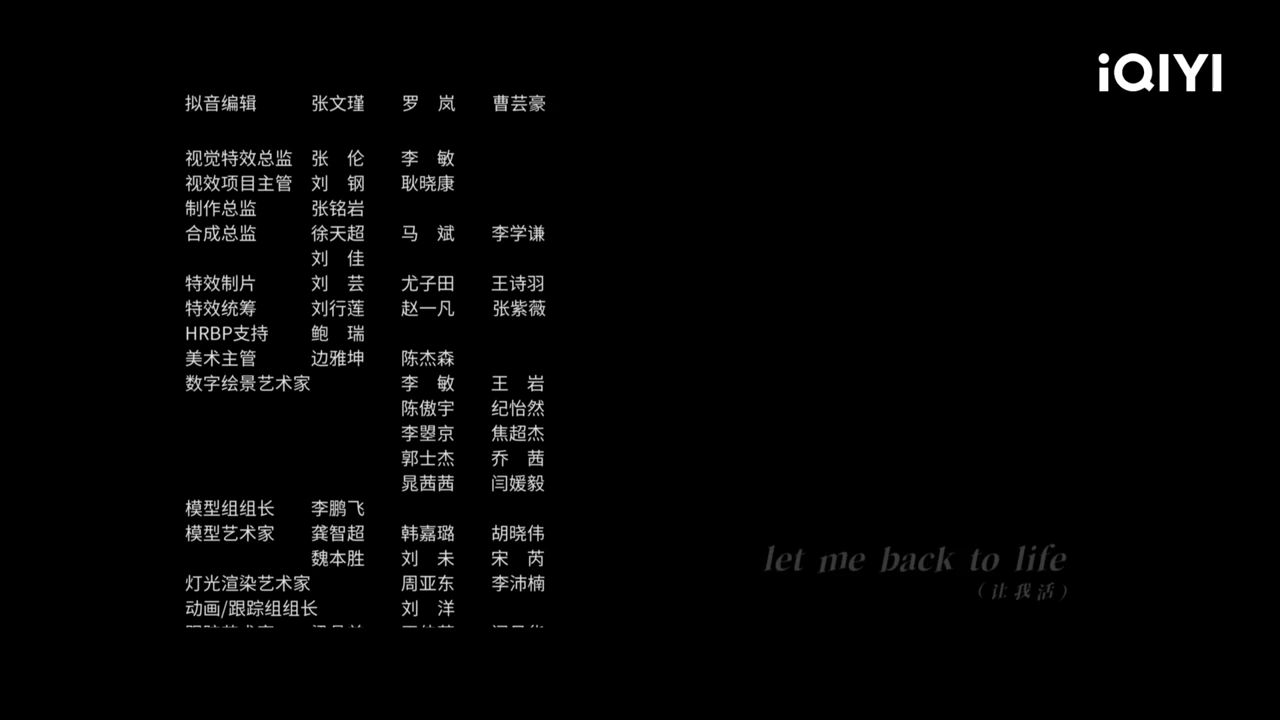 iQIYI
拟音编辑 张文瑾 罗 岚 曹芸豪
视觉特效总监 张 伦 李 敏
视效项目主管 刘 钢 耿晓康
制作总监 张铭岩
合成总监 徐天超 马 斌 李学谦
刘 佳
特效制片 刘 芸 尤子田 王诗羽
特效统筹 刘行莲 赵一凡 张紫薇
HRBP支持 鲍 瑞
美术主管 边雅坤 陈杰森
数字绘景艺术家 李 敏 王 岩
陈傲宇 纪怡然
李曌京 焦超杰
郭士杰 乔 茜
晁茜茜 闫媛毅
模型组组长 李鹏飞
模型艺术家 龚智超 韩嘉璐 胡晓伟
魏本胜 刘 未 宋 芮
灯光渲染艺术家 周亚东 李沛楠
动画/跟踪组组长 刘 洋
let me back to life
(让我活)